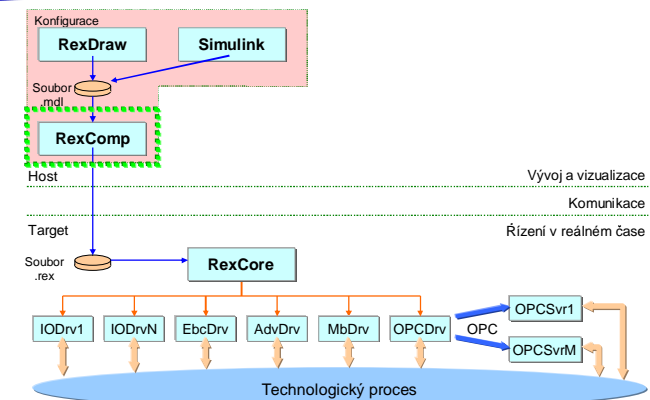 Konfigurace
RexDraw
Simulink
Soubor
.mdl
RexComp
Host
Vývoj a vizualizace
Komunikace
Target
Řízení v reálném čase
Soubor
.rex
RexCore
IODrv1
IODrvN
EbcDrv
AdvDrv
MbDrv
OPCDrv
OPC
OPCSvr1
OPCSvrM
Technologický proces